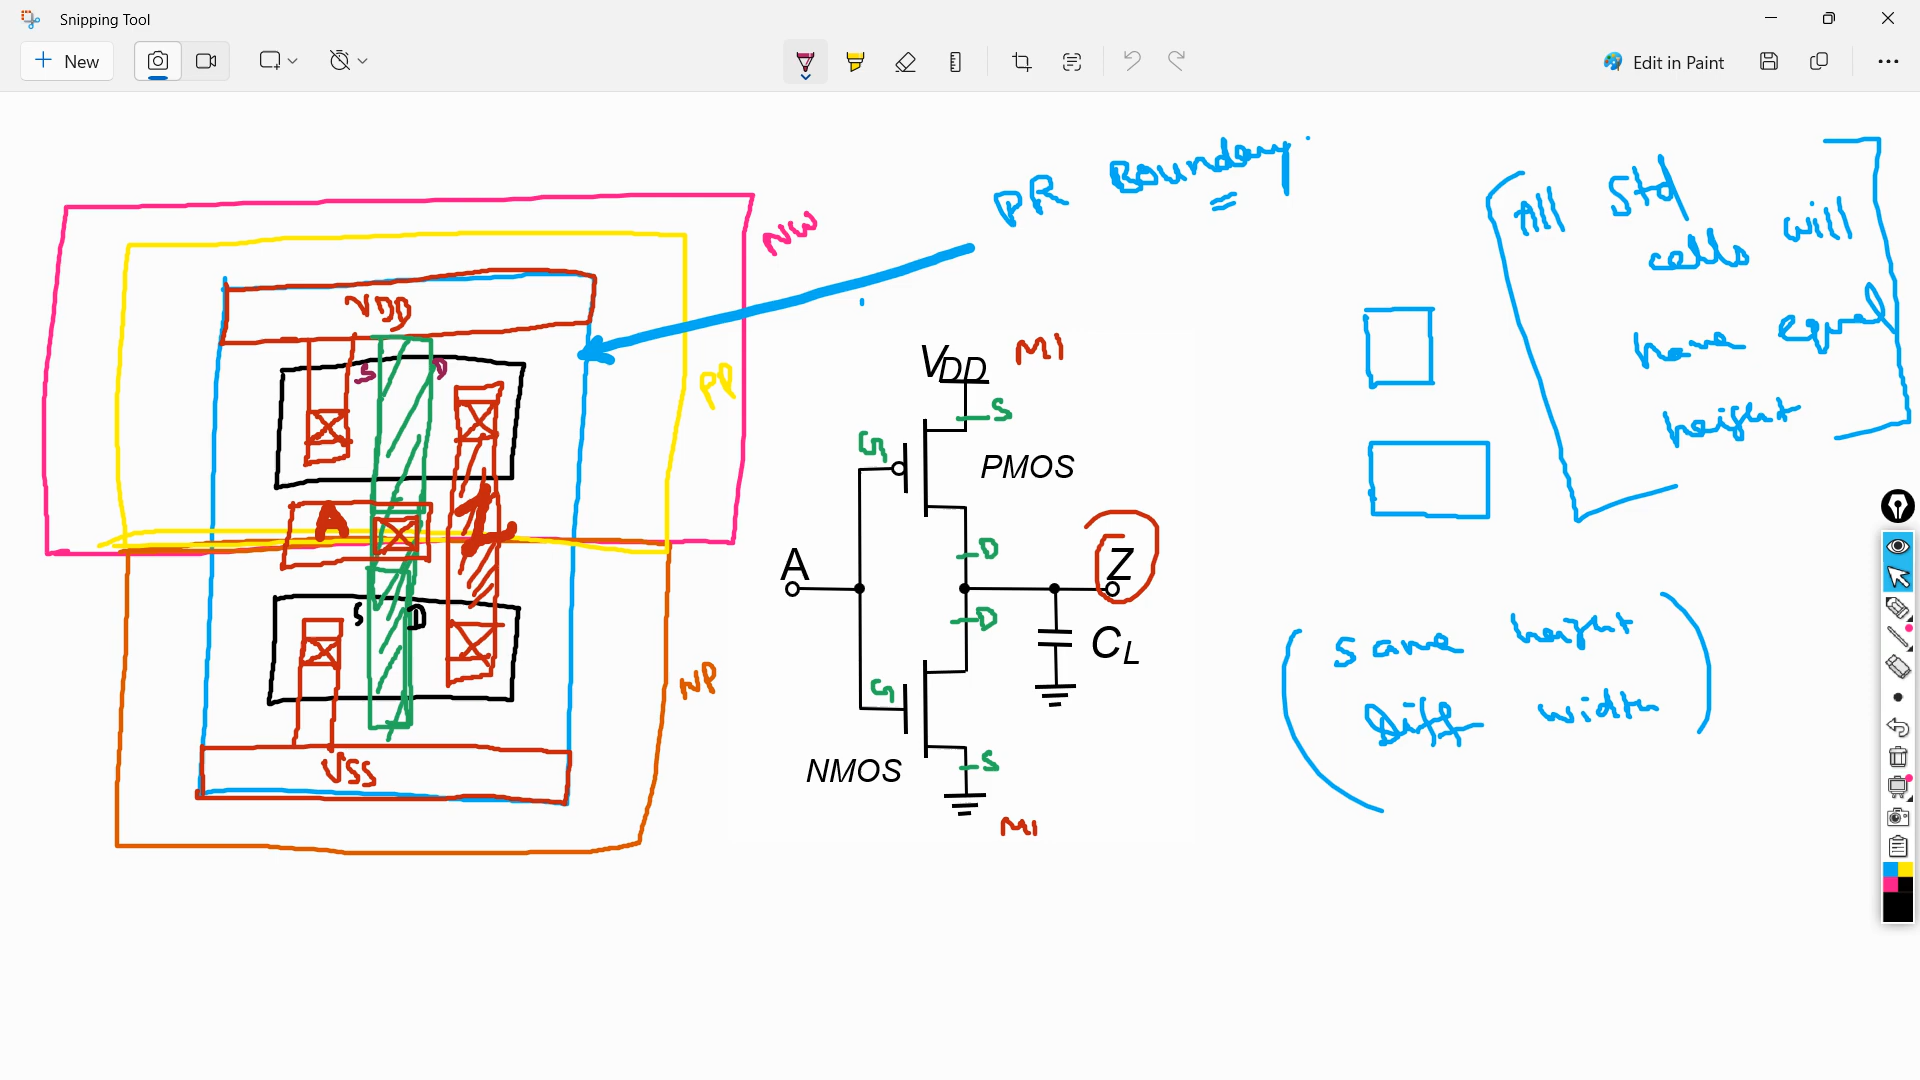 Snipping Tool
New
Edit in Paint
PR Boundary
All Std
cells will
have equal
height
NW
VDD
S D
PP
A
Z
S D
NP
VSS
VDD M1
S
G
PMOS
D
A
Z
D
CL
G
NMOS
S
M1
same height
Diff width